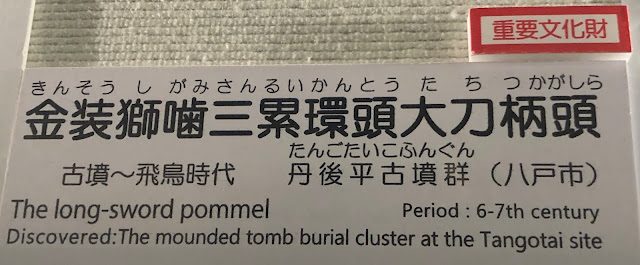 重要文化財
きんそうしがみさんるいかんとうたちつかがしら
金装獅噛三累環頭大刀柄頭
たんごたいこふんぐん
古墳～飛鳥時代 丹後平古墳群（八戸市）
The long-sword pommel Period : 6-7th century
Discovered:The mounded tomb burial cluster at the Tangotai site